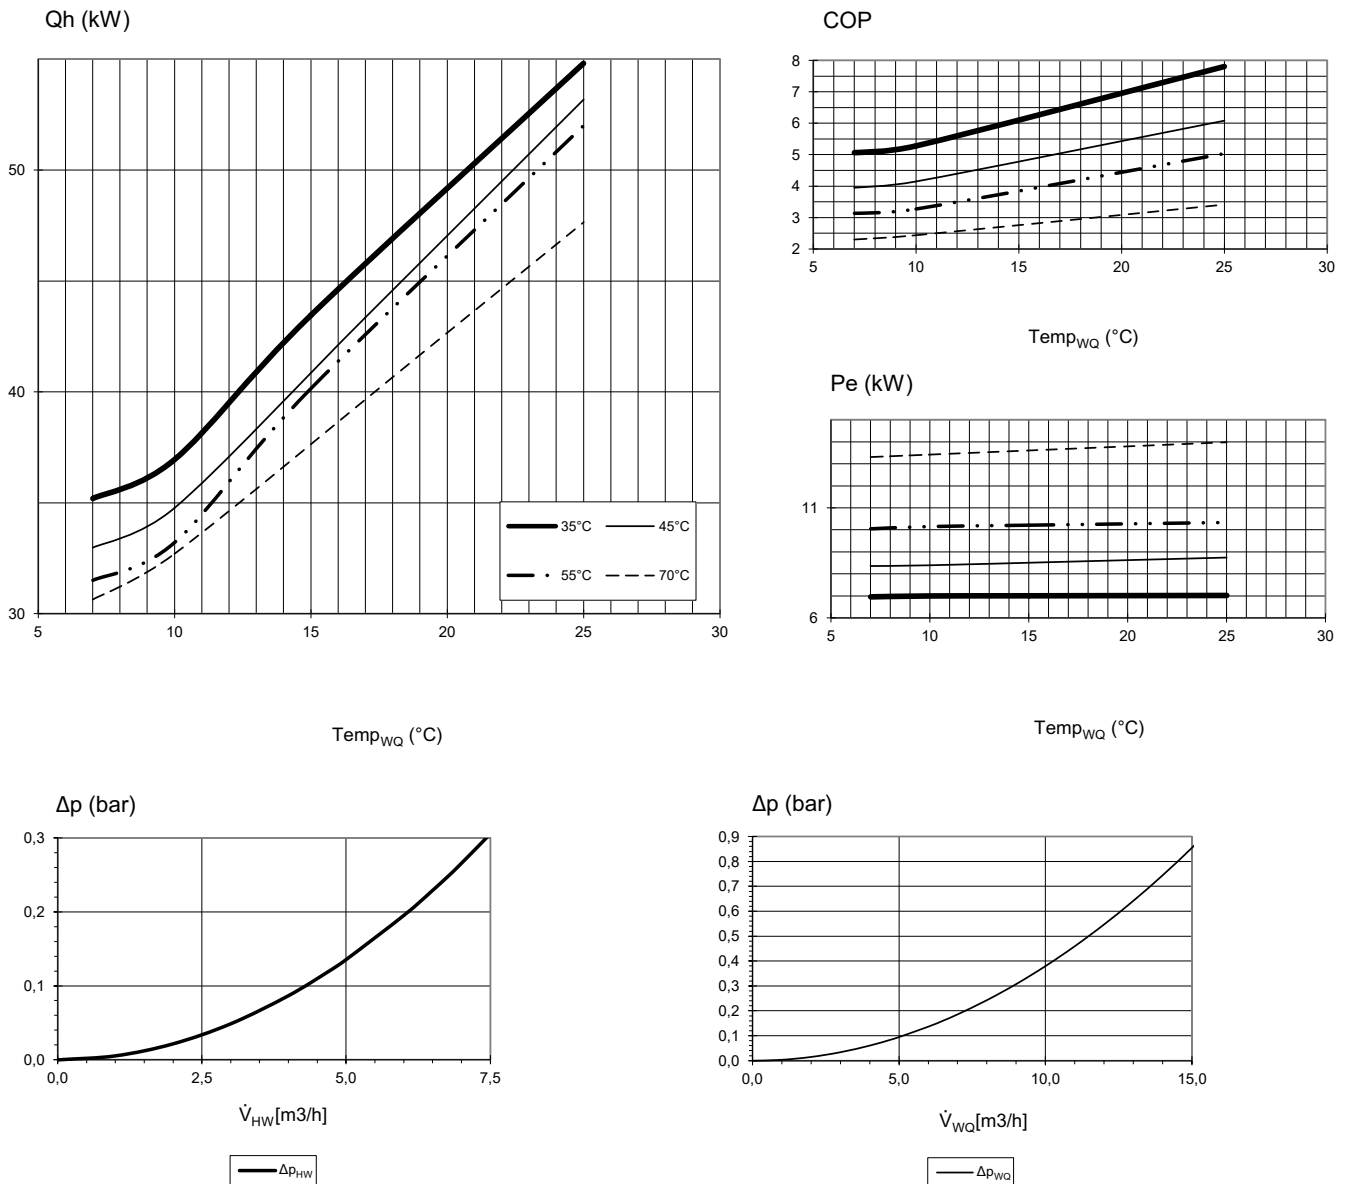 Qh (kW)
50
40
30
5 10 15 20 25 30
35°C 45°C
55°C 70°C
Temp_WQ (°C)
COP
8
7
6
5
4
3
2
5 10 15 20 25 30
Temp_WQ (°C)
Pe (kW)
11
6
5 10 15 20 25 30
Temp_WQ (°C)
Δp (bar)
0,3
0,2
0,1
0,0
0,0 2,5 5,0 7,5
V̇_HW[m3/h]
Δp_HW
Δp (bar)
0,9
0,8
0,7
0,6
0,5
0,4
0,3
0,2
0,1
0,0
0,0 5,0 10,0 15,0
V̇_WQ[m3/h]
Δp_WQ